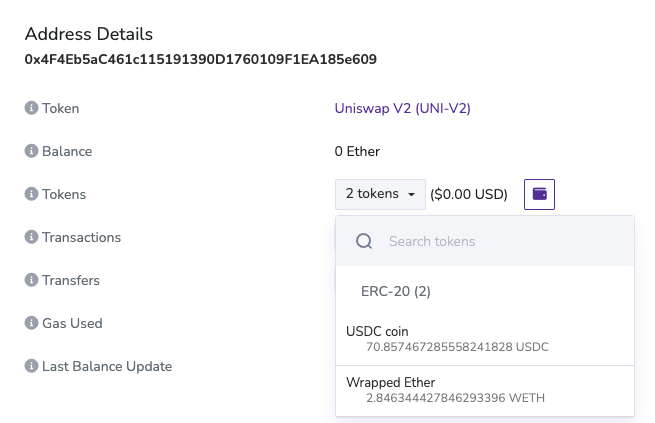 Address Details
0x4F4Eb5aC461c115191390D1760109F1EA185e609
Token Uniswap V2 (UNI-V2)
Balance 0 Ether
Tokens 2 tokens ($0.00 USD)
Transactions
Search tokens
Transfers
ERC-20 (2)
Gas Used
USDC coin
70.857467285558241828 USDC
Last Balance Update
Wrapped Ether
2.846344427846293396 WETH